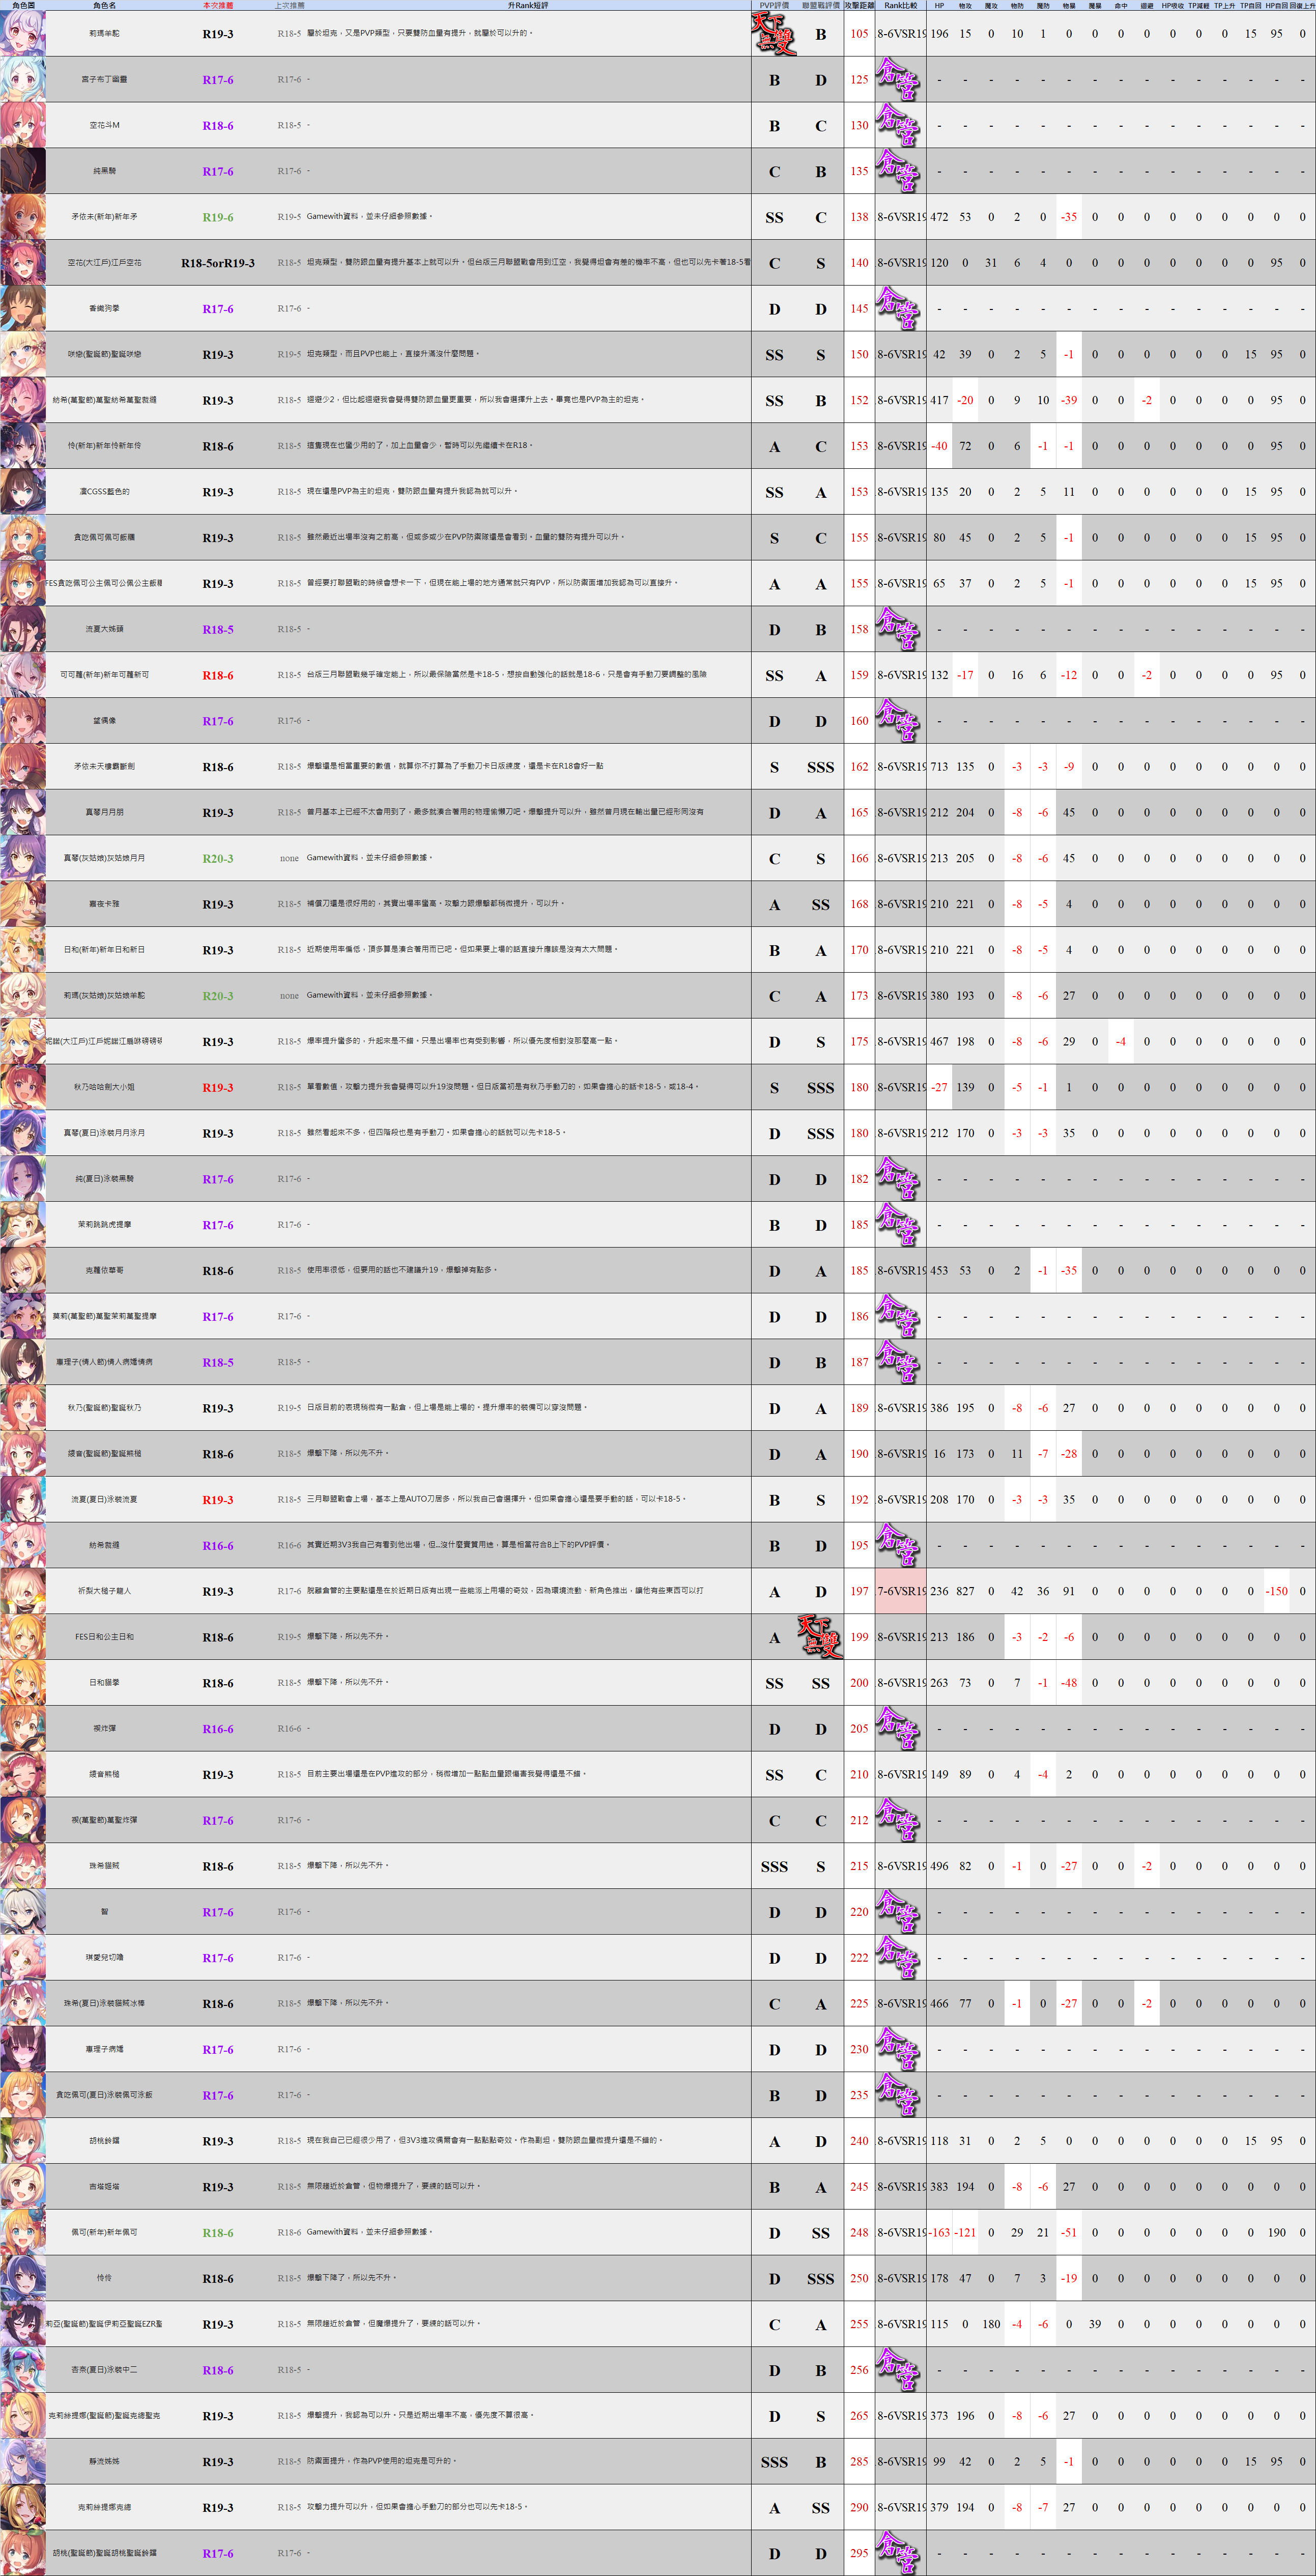 角色圖 角色名 本次推薦 上次推薦 升Rank短評 PVP評價 聯盟戰評價 攻擊距離 Rank比較 HP 物攻 魔攻 物防 魔防 物暴 魔暴 命中 迴避 HP吸收 TP減輕 TP上升 TP自回 HP自回 回復上升
莉瑪羊駝 R19-3 R18-5 屬於坦克，又是PVP類型，只要雙防血量有提升，就屬於可以升的。 天下無雙 B 105 8-6VSR19 196 15 0 10 1 0 0 0 0 0 0 0 15 95 0
宮子布丁幽靈 R17-6 R17-6 - B D 125 倉管 - - - - - - - - - - - - - - -
空花斗M R18-6 R18-5 - B C 130 倉管 - - - - - - - - - - - - - - -
純黑騎 R17-6 R17-6 - C B 135 倉管 - - - - - - - - - - - - - - -
矛依未(新年)新年矛 R19-6 R19-5 Gamewith資料，並未仔細參照數據。 SS C 138 8-6VSR19 472 53 0 2 0 -35 0 0 0 0 0 0 0 0 0
空花(大江戶)江戶空花 R18-5orR19-3 R18-5 坦克類型，雙防跟血量有提升基本上就可以升。但台版三月聯盟戰會用到江空，我覺得坦會有差的機率不高，但也可以先卡著18-5看 C S 140 8-6VSR19 120 0 31 6 4 0 0 0 0 0 0 0 0 95 0
香織狗拳 R17-6 R17-6 - D D 145 倉管 - - - - - - - - - - - - - - -
咲戀(聖誕節)聖誕咲戀 R19-3 R19-5 坦克類型，而且PVP也能上，直接升滿沒什麼問題。 SS S 150 8-6VSR19 42 39 0 2 5 -1 0 0 0 0 0 0 15 95 0
紡希(萬聖節)萬聖紡希萬聖裁縫 R19-3 R18-5 迴避少2，但比起迴避我會覺得雙防跟血量更重要，所以我會選擇升上去。畢竟也是PVP為主的坦克。 SS B 152 8-6VSR19 417 -20 0 9 10 -39 0 0 -2 0 0 0 0 95 0
怜(新年)新年怜新年伶 R18-6 R18-5 這隻現在也蠻少用的了，加上血量會少，暫時可以先繼續卡在R18。 A C 153 8-6VSR19 -40 72 0 6 -1 -1 0 0 0 0 0 0 0 95 0
凜CGSS藍色的 R19-3 R18-5 現在還是PVP為主的坦克，雙防跟血量有提升我認為就可以升。 SS A 153 8-6VSR19 135 20 0 2 5 11 0 0 0 0 0 0 15 95 0
貪吃佩可佩可飯糰 R19-3 R18-5 雖然最近出場率沒有之前高，但或多或少在PVP防禦隊還是會看到。血量的雙防有提升可以升。 S C 155 8-6VSR19 80 45 0 2 5 -1 0 0 0 0 0 0 15 95 0
FES貪吃佩可公主佩可公佩公主飯糰 R19-3 R18-5 曾經要打聯盟戰的時候會想卡一下，但現在能上場的地方通常就只有PVP，所以防禦面增加我認為可以直接升。 A A 155 8-6VSR19 65 37 0 2 5 -1 0 0 0 0 0 0 15 95 0
流夏大姊頭 R18-5 R18-5 - D B 158 倉管 - - - - - - - - - - - - - - -
可可蘿(新年)新年可蘿新可 R18-6 R18-5 台版三月聯盟戰幾乎確定能上，所以最保險當然是卡18-5，想按自動強化的話就是18-6，只是會有手動刀要調整的風險 SS A 159 8-6VSR19 132 -17 0 16 6 -12 0 0 -2 0 0 0 0 95 0
望偶像 R17-6 R17-6 - D D 160 倉管 - - - - - - - - - - - - - - -
矛依未天樓霸斷劍 R18-6 R18-5 爆擊還是相當重要的數值，就算你不打算為了手動刀卡日版練度，還是卡在R18會好一點 S SSS 162 8-6VSR19 713 135 0 -3 -3 -9 0 0 0 0 0 0 0 0 0
真琴月月朋 R19-3 R18-5 普月基本上已經不太會用到了，最多就湊合著用的物理偷懶刀吧。爆擊提升可以升，雖然普月現在輸出量已經形同沒有 D A 165 8-6VSR19 212 204 0 -8 -6 45 0 0 0 0 0 0 0 0 0
真琴(灰姑娘)灰姑娘月月 R20-3 none Gamewith資料，並未仔細參照數據。 C S 166 8-6VSR19 213 205 0 -8 -6 45 0 0 0 0 0 0 0 0 0
嘉夜卡雅 R19-3 R18-5 補償刀還是很好用的，其實出場率蠻高。攻擊力跟爆擊都稍微提升，可以升。 A SS 168 8-6VSR19 210 221 0 -8 -5 4 0 0 0 0 0 0 0 0 0
日和(新年)新年日和新日 R19-3 R18-5 近期使用率偏低，頂多算是湊合著用而已吧。但如果要上場的話直接升應該是沒有太大問題。 B A 170 8-6VSR19 210 221 0 -8 -5 4 0 0 0 0 0 0 0 0 0
莉瑪(灰姑娘)灰姑娘羊駝 R20-3 none Gamewith資料，並未仔細參照數據。 C A 173 8-6VSR19 380 193 0 -8 -6 27 0 0 0 0 0 0 0 0 0
妮諾(大江戶)江戶妮諾江 R19-3 R18-5 爆率提升蠻多的，升起來是不錯。只是出場率也有受到影響，所以優先度相對沒那麼高一點。 D S 175 8-6VSR19 467 198 0 -8 -6 29 0 -4 0 0 0 0 0 0 0
秋乃哈哈劍大小姐 R19-3 R18-5 單看數值，攻擊力提升我會覺得可以升19沒問題。但日版當初是有秋乃手動刀的，如果會擔心的話卡18-5，或18-4。 S SSS 180 8-6VSR19 -27 139 0 -5 -1 1 0 0 0 0 0 0 0 0 0
真琴(夏日)泳裝月月泳月 R19-3 R18-5 雖然看起來不多，但四階段也是有手動刀。如果會擔心的話就可以先卡18-5。 D SSS 180 8-6VSR19 212 170 0 -3 -3 35 0 0 0 0 0 0 0 0 0
純(夏日)泳裝黑騎 R17-6 R17-6 - D D 182 倉管 - - - - - - - - - - - - - - -
茉莉跳跳虎提摩 R17-6 R17-6 - B D 185 倉管 - - - - - - - - - - - - - - -
克蘿依華哥 R18-6 R18-5 使用率很低，但要用的話也不建議升19，爆擊掉有點多。 D A 185 8-6VSR19 453 53 0 2 -1 -35 0 0 0 0 0 0 0 0 0
莫莉(萬聖節)萬聖茉莉萬聖提摩 R17-6 R17-6 - D D 186 倉管 - - - - - - - - - - - - - - -
惠理子(情人節)情人病嬌情病 R18-5 R18-5 - D B 187 倉管 - - - - - - - - - - - - - - -
秋乃(聖誕節)聖誕秋乃 R19-3 R19-5 日版目前的表現稍微有一點倉，但上場是能上場的。提升爆率的裝備可以穿沒問題。 D A 189 8-6VSR19 386 195 0 -8 -6 27 0 0 0 0 0 0 0 0 0
綾音(聖誕節)聖誕熊槌 R18-6 R18-5 爆擊下降，所以先不升。 D A 190 8-6VSR19 16 173 0 11 -7 -28 0 0 0 0 0 0 0 0 0
流夏(夏日)泳裝流夏 R19-3 R18-5 三月聯盟戰會上場，基本上是AUTO刀居多，所以我自己會選擇升。但如果會擔心還是要手動的話，可以卡18-5。 B S 192 8-6VSR19 208 170 0 -3 -3 35 0 0 0 0 0 0 0 0 0
紡希裁縫 R16-6 R16-6 其實近期3V3我自己有看到他出場，但...沒什麼實質用途，算是相當符合B上下的PVP評價。 B D 195 倉管 - - - - - - - - - - - - - - -
祈梨大槌子龍人 R19-3 R17-6 脫離倉管的主要點還是在於近期日版有出現一些能派上用場的奇效，因為環境流動、新角色推出，讓他有些東西可以打 A D 197 7-6VSR19 236 827 0 42 36 91 0 0 0 0 0 0 0 -150 0
FES日和公主日和 R18-6 R19-5 爆擊下降，所以先不升。 A 天下無雙 199 8-6VSR19 213 186 0 -3 -2 -6 0 0 0 0 0 0 0 0 0
日和貓拳 R18-6 R18-5 爆擊下降，所以先不升。 SS SS 200 8-6VSR19 263 73 0 7 -1 -48 0 0 0 0 0 0 0 0 0
禊炸彈 R16-6 R16-6 - D D 205 倉管 - - - - - - - - - - - - - - -
綾音熊槌 R19-3 R18-5 目前主要出場還是在PVP進攻的部分，稍微增加一點點血量跟傷害我覺得還是不錯。 SS C 210 8-6VSR19 149 89 0 4 -4 2 0 0 0 0 0 0 0 0 0
禊(萬聖節)萬聖炸彈 R17-6 R17-6 - C C 212 倉管 - - - - - - - - - - - - - - -
珠希貓賊 R18-6 R18-5 爆擊下降，所以先不升。 SSS S 215 8-6VSR19 496 82 0 -1 0 -27 0 0 -2 0 0 0 0 0 0
智 R17-6 R17-6 - D D 220 倉管 - - - - - - - - - - - - - - -
琪愛兒切嚕 R17-6 R17-6 - D D 222 倉管 - - - - - - - - - - - - - - -
珠希(夏日)泳裝貓賊冰棒 R18-6 R18-5 爆擊下降，所以先不升。 C A 225 8-6VSR19 466 77 0 -1 0 -27 0 0 -2 0 0 0 0 0 0
惠理子病嬌 R17-6 R17-6 - D D 230 倉管 - - - - - - - - - - - - - - -
貪吃佩可(夏日)泳裝佩可泳飯 R17-6 R17-6 - B D 235 倉管 - - - - - - - - - - - - - - -
胡桃鈴鐺 R19-3 R18-5 現在我自己已經很少用了，但3V3進攻偶爾會有一點點點奇效。作為副坦，雙防跟血量微提升還是不錯的。 A D 240 8-6VSR19 118 31 0 2 5 0 0 0 0 0 0 0 15 95 0
吉塔姬塔 R19-3 R18-5 無限趨近於倉管，但物爆提升了，要練的話可以升。 B A 245 8-6VSR19 383 194 0 -8 -6 27 0 0 0 0 0 0 0 0 0
佩可(新年)新年佩可 R18-6 R18-6 Gamewith資料，並未仔細參照數據。 D SS 248 8-6VSR19 -163 -121 0 29 21 -51 0 0 0 0 0 0 0 190 0
怜伶 R18-6 R18-5 爆擊下降了，所以先不升。 D SSS 250 8-6VSR19 178 47 0 7 3 -19 0 0 0 0 0 0 0 0 0
莉亞(聖誕節)聖誕伊莉亞聖誕EZR聖 R19-3 R18-5 無限趨近於倉管，但魔爆提升了，要練的話可以升。 C A 255 8-6VSR19 115 0 180 -4 -6 0 39 0 0 0 0 0 0 0 0
杏奈(夏日)泳裝中二 R18-6 R18-5 - D B 256 倉管 - - - - - - - - - - - - - - -
克莉絲提娜(聖誕節)聖誕克總聖克 R19-3 R18-5 爆擊提升，我認為可以升。只是近期出場率不高，優先度不算很高。 D S 265 8-6VSR19 373 196 0 -8 -6 27 0 0 0 0 0 0 0 0 0
靜流姊姊 R19-3 R18-5 防禦面提升，作為PVP使用的坦克是可升的。 SSS B 285 8-6VSR19 99 42 0 2 5 -1 0 0 0 0 0 0 15 95 0
克莉絲提娜克總 R19-3 R18-5 攻擊力提升可以升，但如果會擔心手動刀的部分也可以先卡18-5。 A SS 290 8-6VSR19 379 194 0 -8 -7 27 0 0 0 0 0 0 0 0 0
胡桃(聖誕節)聖誕胡桃聖誕鈴鐺 R17-6 R17-6 - D D 295 倉管 - - - - - - - - - - - - - - -